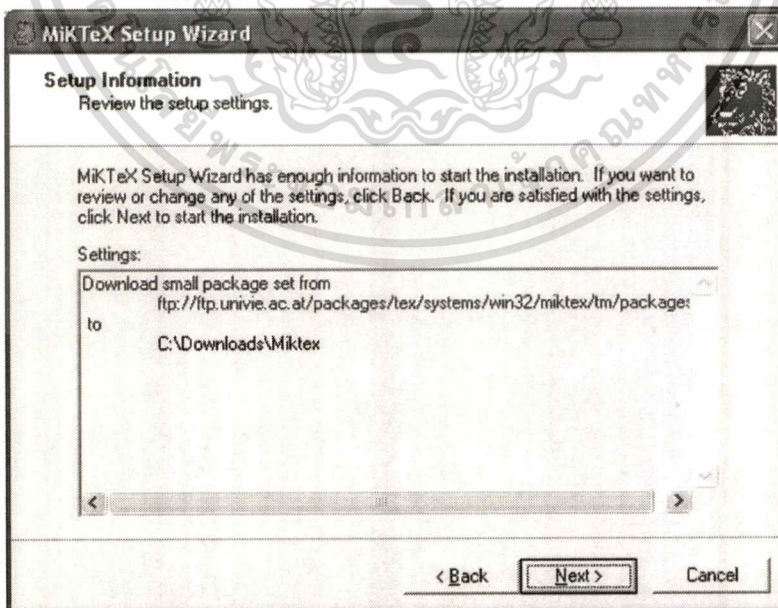 MiKTeX Setup Wizard
Setup Information
Review the setup settings.
MiKTeX Setup Wizard has enough information to start the installation. If you want to
review or change any of the settings, click Back. If you are satisfied with the settings,
click Next to start the installation.
Settings:
Download small package set from
ftp://ftp.univie.ac.at/packages/tex/systems/win32/miktex/tm/packages
to
C:\Downloads\Miktex
< Back
Next >
Cancel